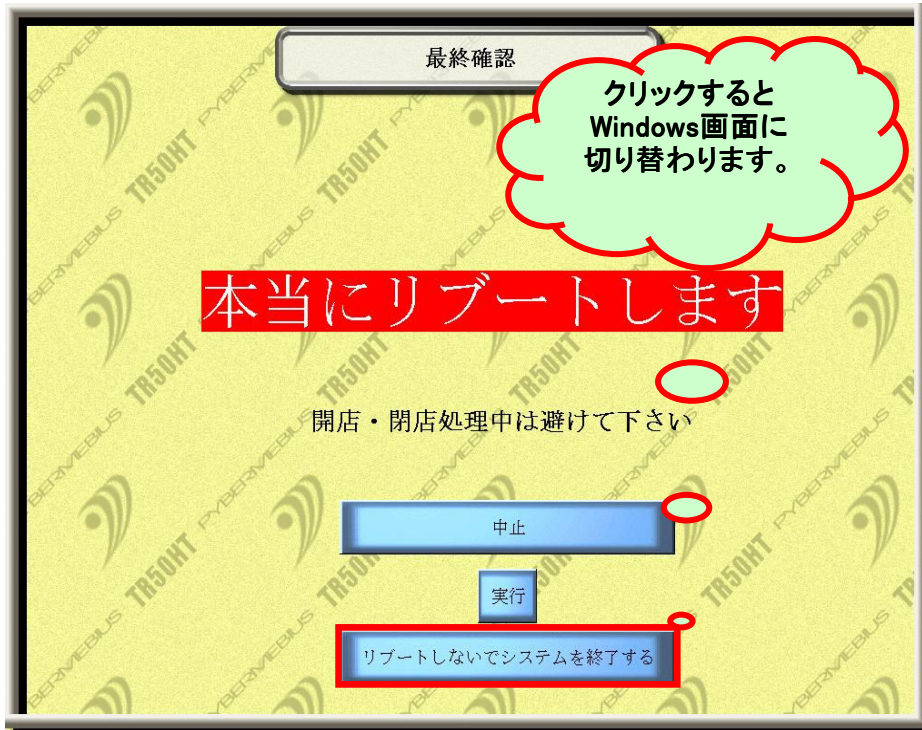 最終確認
クリックすると
Windows画面に
切り替わります。
本当にリブートします
開店・閉店処理中は避けて下さい
中止
実行
リブートしないでシステムを終了する
TR50HT
PYBERMEBIUS